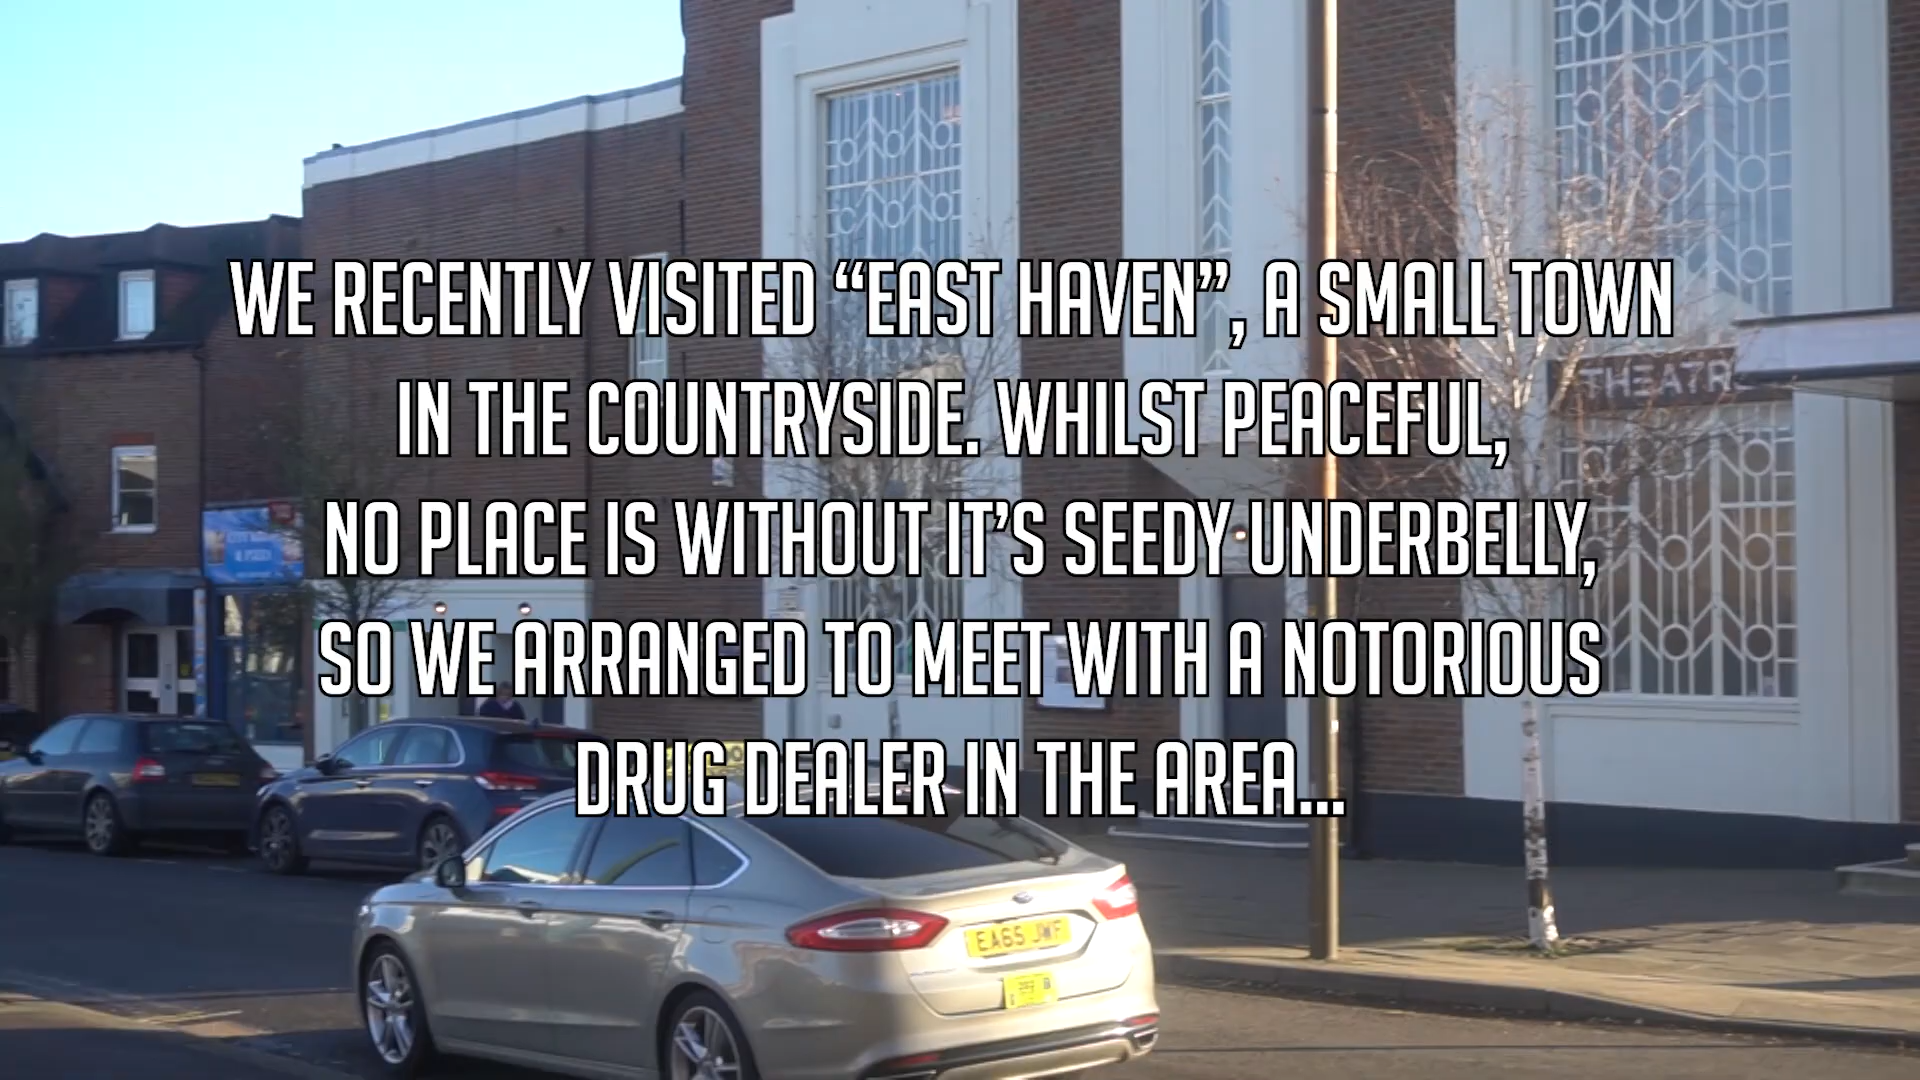 WE RECENTLY VISITED “EAST HAVEN”, A SMALL TOWN
IN THE COUNTRYSIDE. WHILST PEACEFUL,
NO PLACE IS WITHOUT IT’S SEEDY UNDERBELLY,
SO WE ARRANGED TO MEET WITH A NOTORIOUS
DRUG DEALER IN THE AREA...
THEATR
EA65 JWF